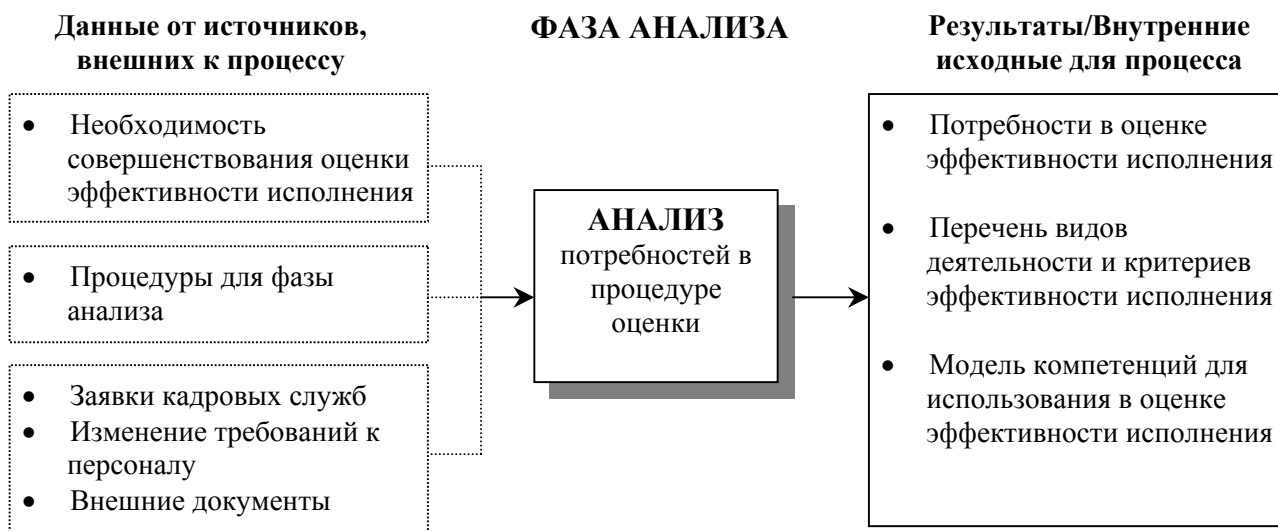 Данные от источников,
внешних к процессу
ФАЗА АНАЛИЗА
Результаты/Внутренние
исходные для процесса
• Необходимость
совершенствования оценки
эффективности исполнения
• Процедуры для фазы
анализа
• Заявки кадровых служб
• Изменение требований к
персоналу
• Внешние документы
АНАЛИЗ
потребностей в
процедуре
оценки
• Потребности в оценке
эффективности исполнения
• Перечень видов
деятельности и критериев
эффективности исполнения
• Модель компетенций для
использования в оценке
эффективности исполнения